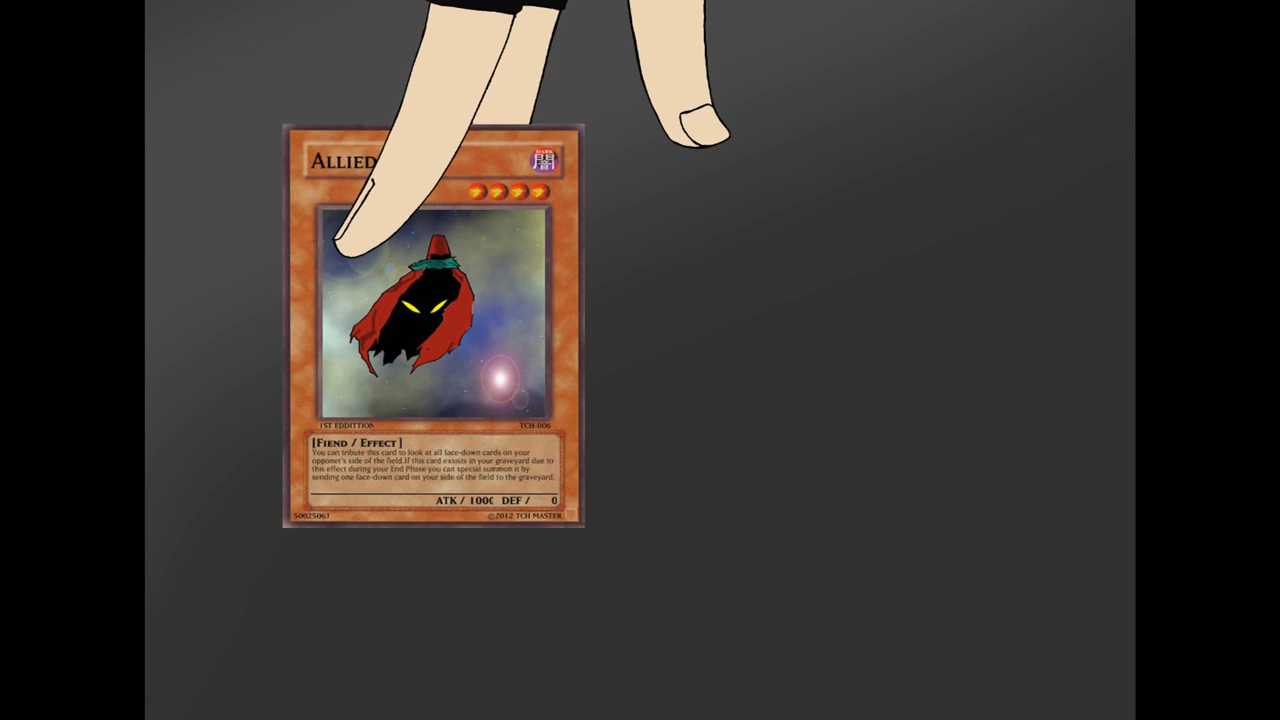 ALLIED
DARK
闇
1ST EDDITION
TCH-006
[FIEND / EFFECT]
You can tribute this card to look at all face-down cards on your
opponet's side of the field.If this card exsists in your graveyard due to
this effect during your End Phase you can special summon it by
sending one face-down card on your side of the field to the graveyard.
ATK / 1000 DEF / 0
50025063
©2012 TCH MASTER